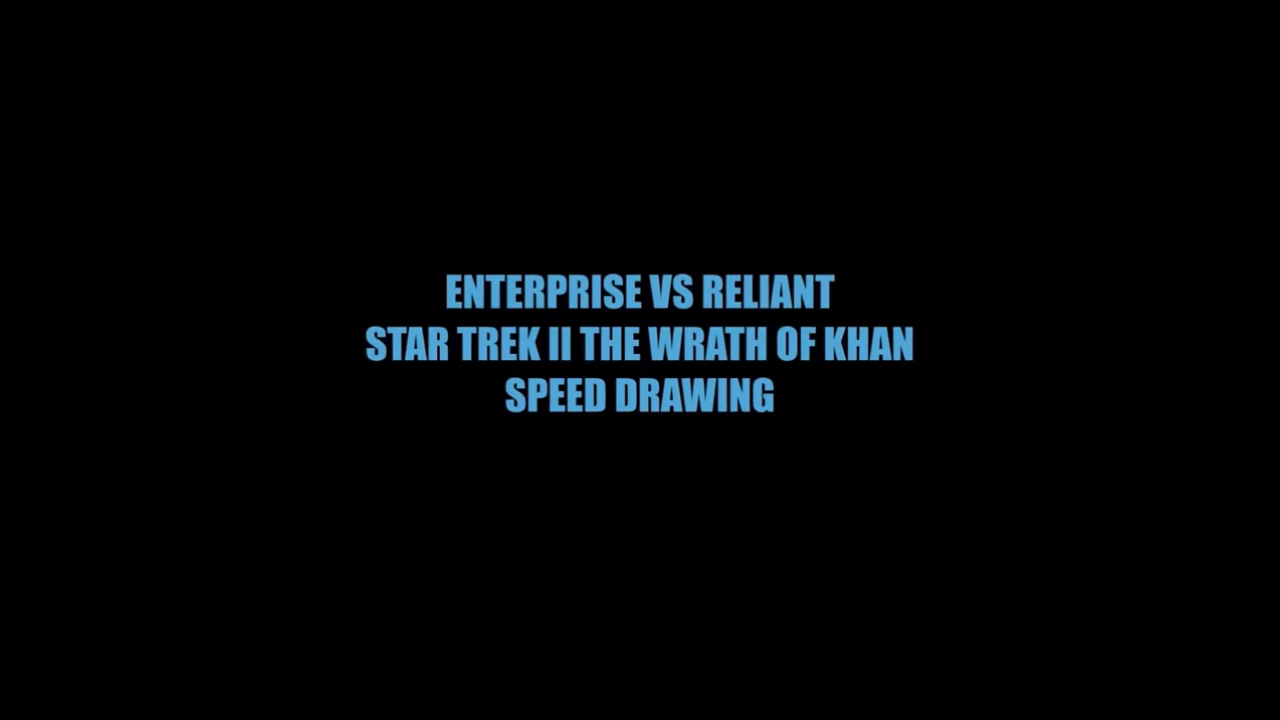 ENTERPRISE VS RELIANT
STAR TREK II THE WRATH OF KHAN
SPEED DRAWING